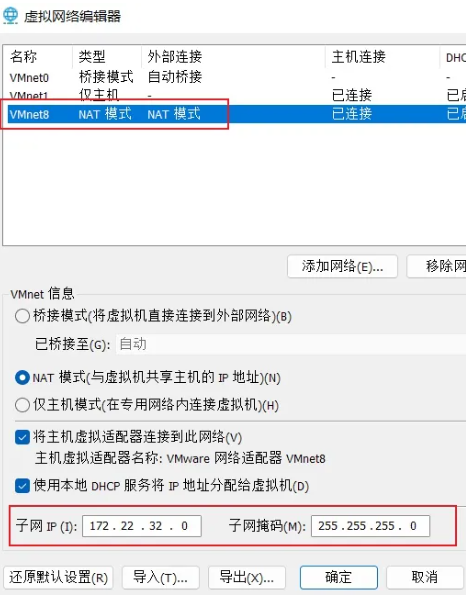 虚拟网络编辑器
名称 类型 外部连接 主机连接 DHC
VMnet0 桥接模式 自动桥接 - -
VMnet1 仅主机... - 已连接 已启
VMnet8 NAT 模式 NAT 模式 已连接 已启
添加网络(E)... 移除网
VMnet 信息
桥接模式(将虚拟机直接连接到外部网络)(B)
已桥接至(G): 自动
NAT 模式(与虚拟机共享主机的 IP 地址)(N)
仅主机模式(在专用网络内连接虚拟机)(H)
将主机虚拟适配器连接到此网络(V)
主机虚拟适配器名称: VMware 网络适配器 VMnet8
使用本地 DHCP 服务将 IP 地址分配给虚拟机(D)
子网 IP (I): 172 . 22 . 32 . 0 子网掩码(M): 255.255.255. 0
还原默认设置(R) 导入(T)... 导出(X)... 确定 取消